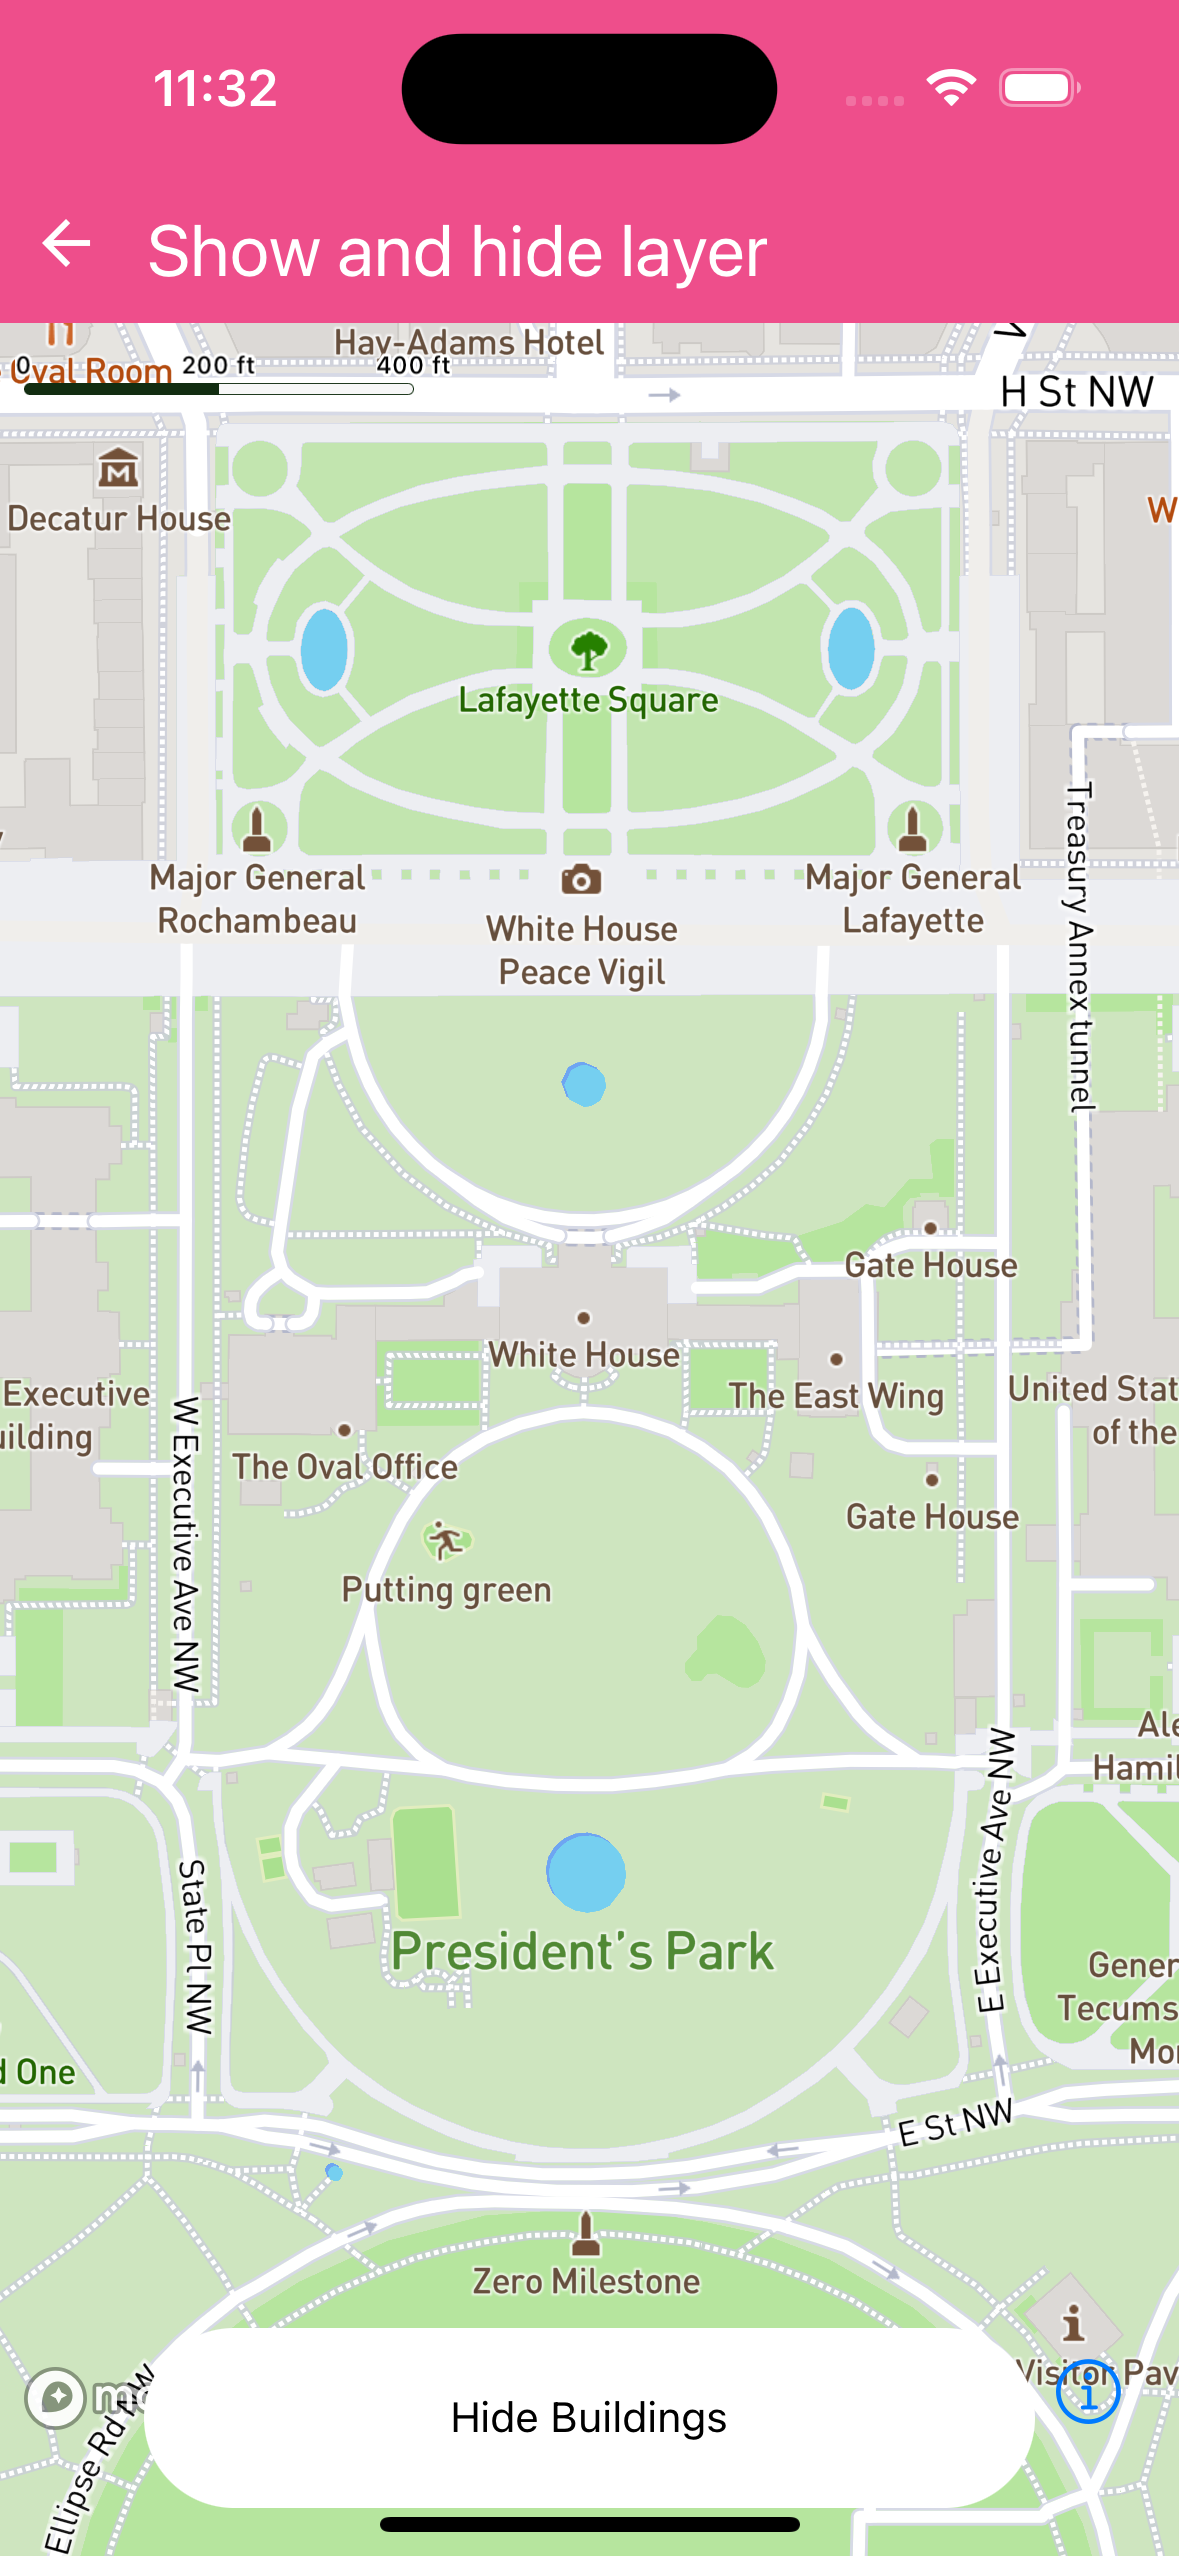 11:32
Show and hide layer
Hay-Adams Hotel
0 200 ft 400 ft
Oval Room
H St NW
Decatur House
W
Lafayette Square
Treasury Annex tunnel
Major General
Rochambeau
White House
Peace Vigil
Major General
Lafayette
Gate House
White House
The East Wing
Executive
uilding
United Stat
of the
W Executive Ave NW
The Oval Office
Gate House
Putting green
Ale
Hamil
E Executive Ave NW
State Pl NW
President's Park
Gener
Tecums
Mor
d One
E St NW
Zero Milestone
Visitor Pav
Ellipse Rd NW
Hide Buildings